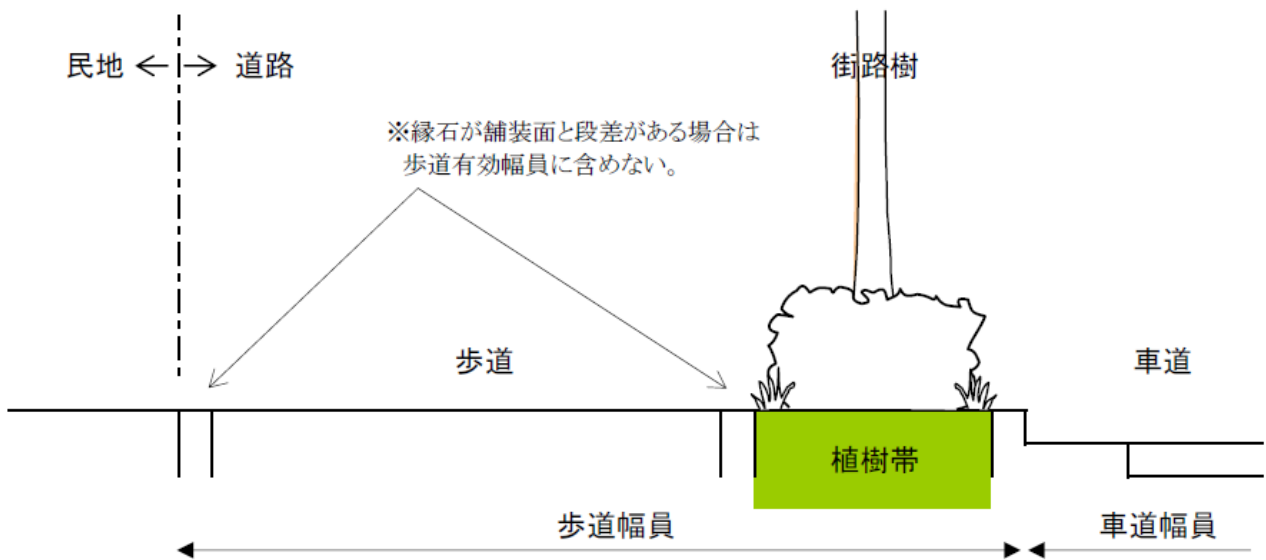 民地 ← → 道路
街路樹
※縁石が舗装面と段差がある場合は
歩道有効幅員に含めない。
歩道
車道
植樹帯
歩道幅員
車道幅員